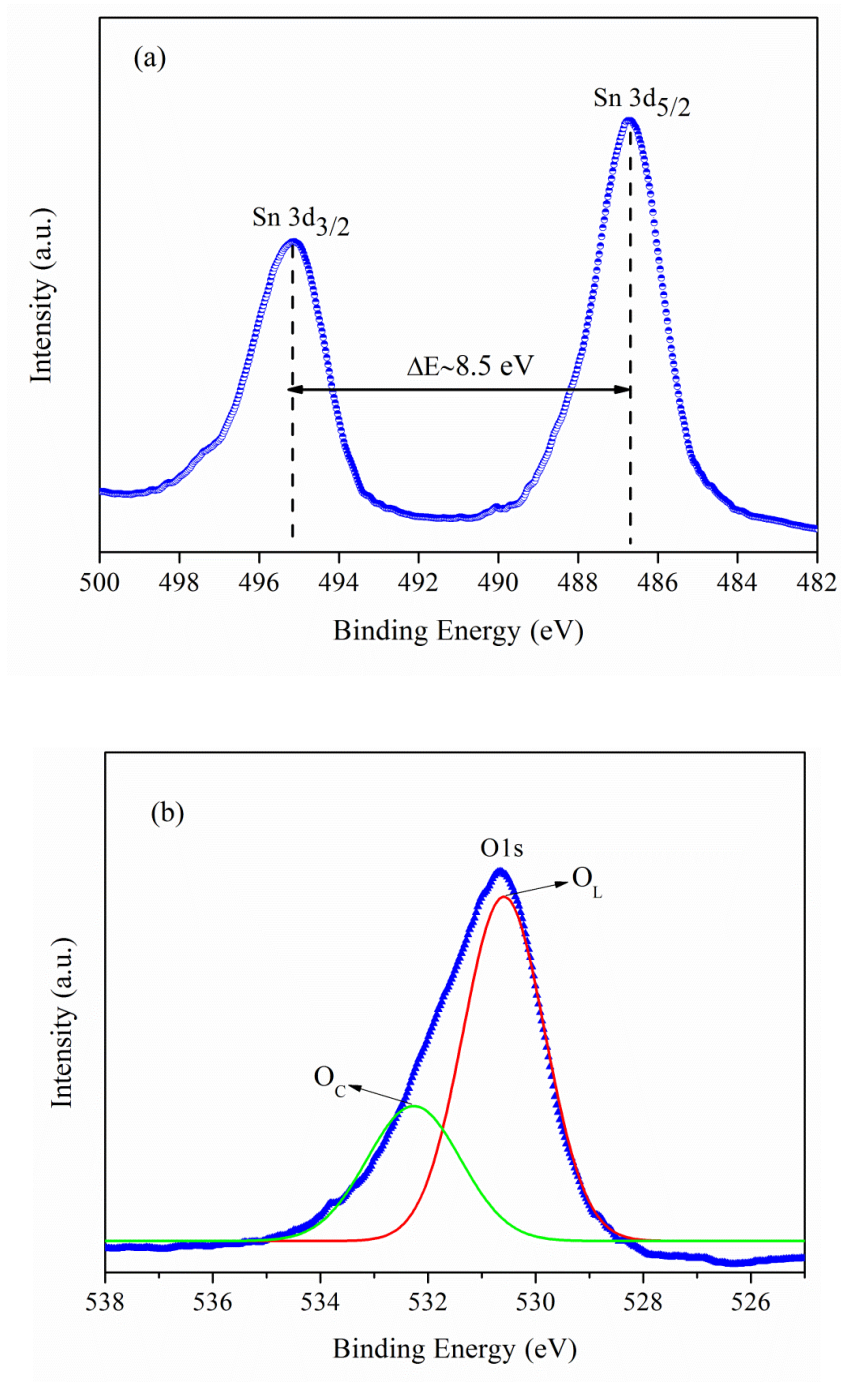 (a)
Sn 3d5/2
Sn 3d3/2
ΔE~8.5 eV
Intensity (a.u.)
500 498 496 494 492 490 488 486 484 482
Binding Energy (eV)
(b)
O1s
OL
OC
Intensity (a.u.)
538 536 534 532 530 528 526
Binding Energy (eV)